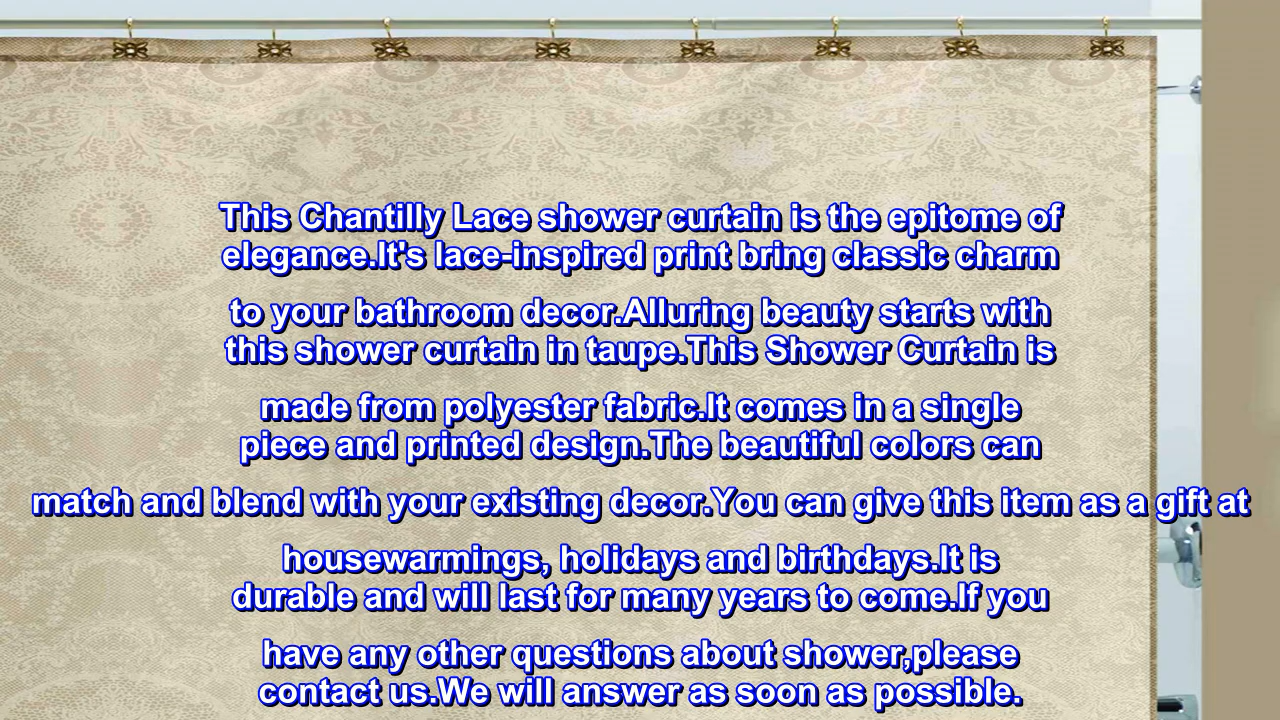 This Chantilly Lace shower curtain is the epitome of
elegance.It's lace-inspired print bring classic charm
to your bathroom decor.Alluring beauty starts with
this shower curtain in taupe.This Shower Curtain is
made from polyester fabric.It comes in a single
piece and printed design.The beautiful colors can
match and blend with your existing decor.You can give this item as a gift at
housewarmings, holidays and birthdays.It is
durable and will last for many years to come.If you
have any other questions about shower,please
contact us.We will answer as soon as possible.